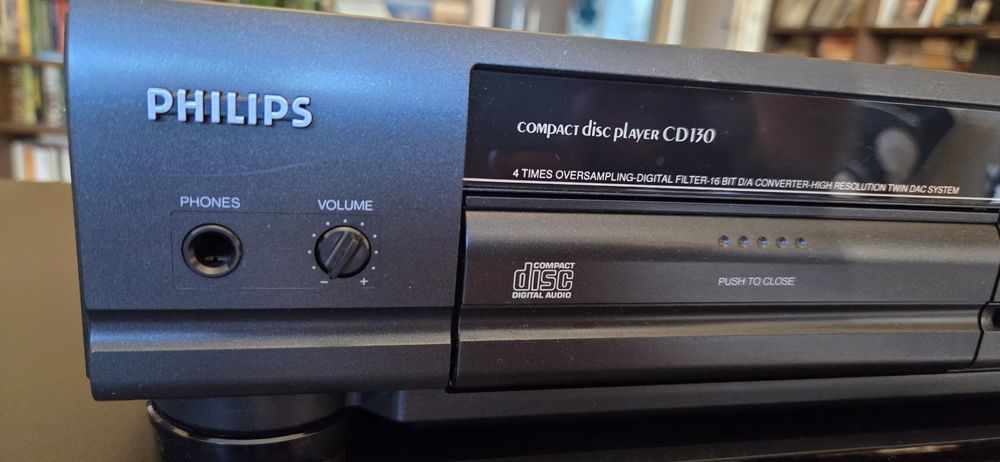 PHILIPS
COMPACT disc PLAYER CD130
4 TIMES OVERSAMPLING-DIGITAL FILTER-16 BIT D/A CONVERTER-HIGH RESOLUTION TWIN DAC SYSTEM
PHONES
VOLUME
- +
COMPACT
disc
DIGITAL AUDIO
PUSH TO CLOSE